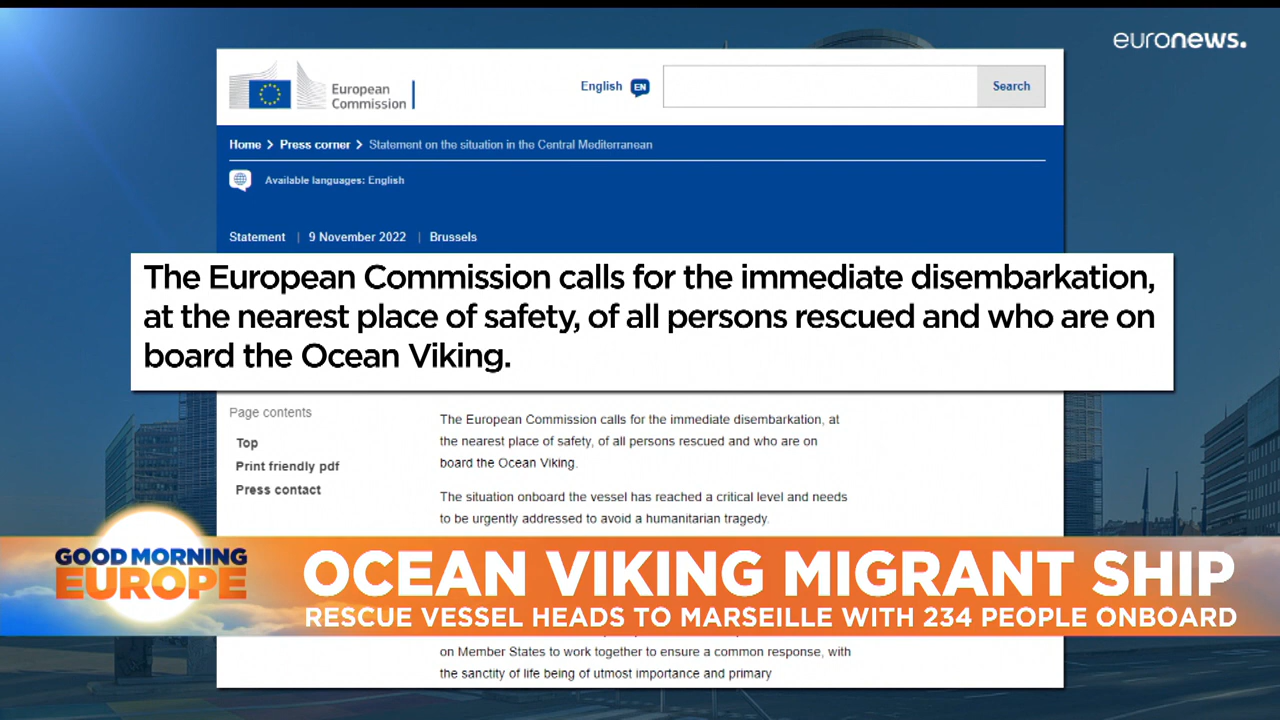 euronews.
European
Commission
English EN
Search
Home > Press corner > Statement on the situation in the Central Mediterranean
Available languages: English
Statement | 9 November 2022 | Brussels
The European Commission calls for the immediate disembarkation,
at the nearest place of safety, of all persons rescued and who are on
board the Ocean Viking.
Page contents
Top
Print friendly pdf
Press contact
The European Commission calls for the immediate disembarkation, at
the nearest place of safety, of all persons rescued and who are on
board the Ocean Viking.
The situation onboard the vessel has reached a critical level and needs
to be urgently addressed to avoid a humanitarian tragedy.
GOOD MORNING
EUROPE
OCEAN VIKING MIGRANT SHIP
RESCUE VESSEL HEADS TO MARSEILLE WITH 234 PEOPLE ONBOARD
on Member States to work together to ensure a common response, with
the sanctity of life being of utmost importance and primary